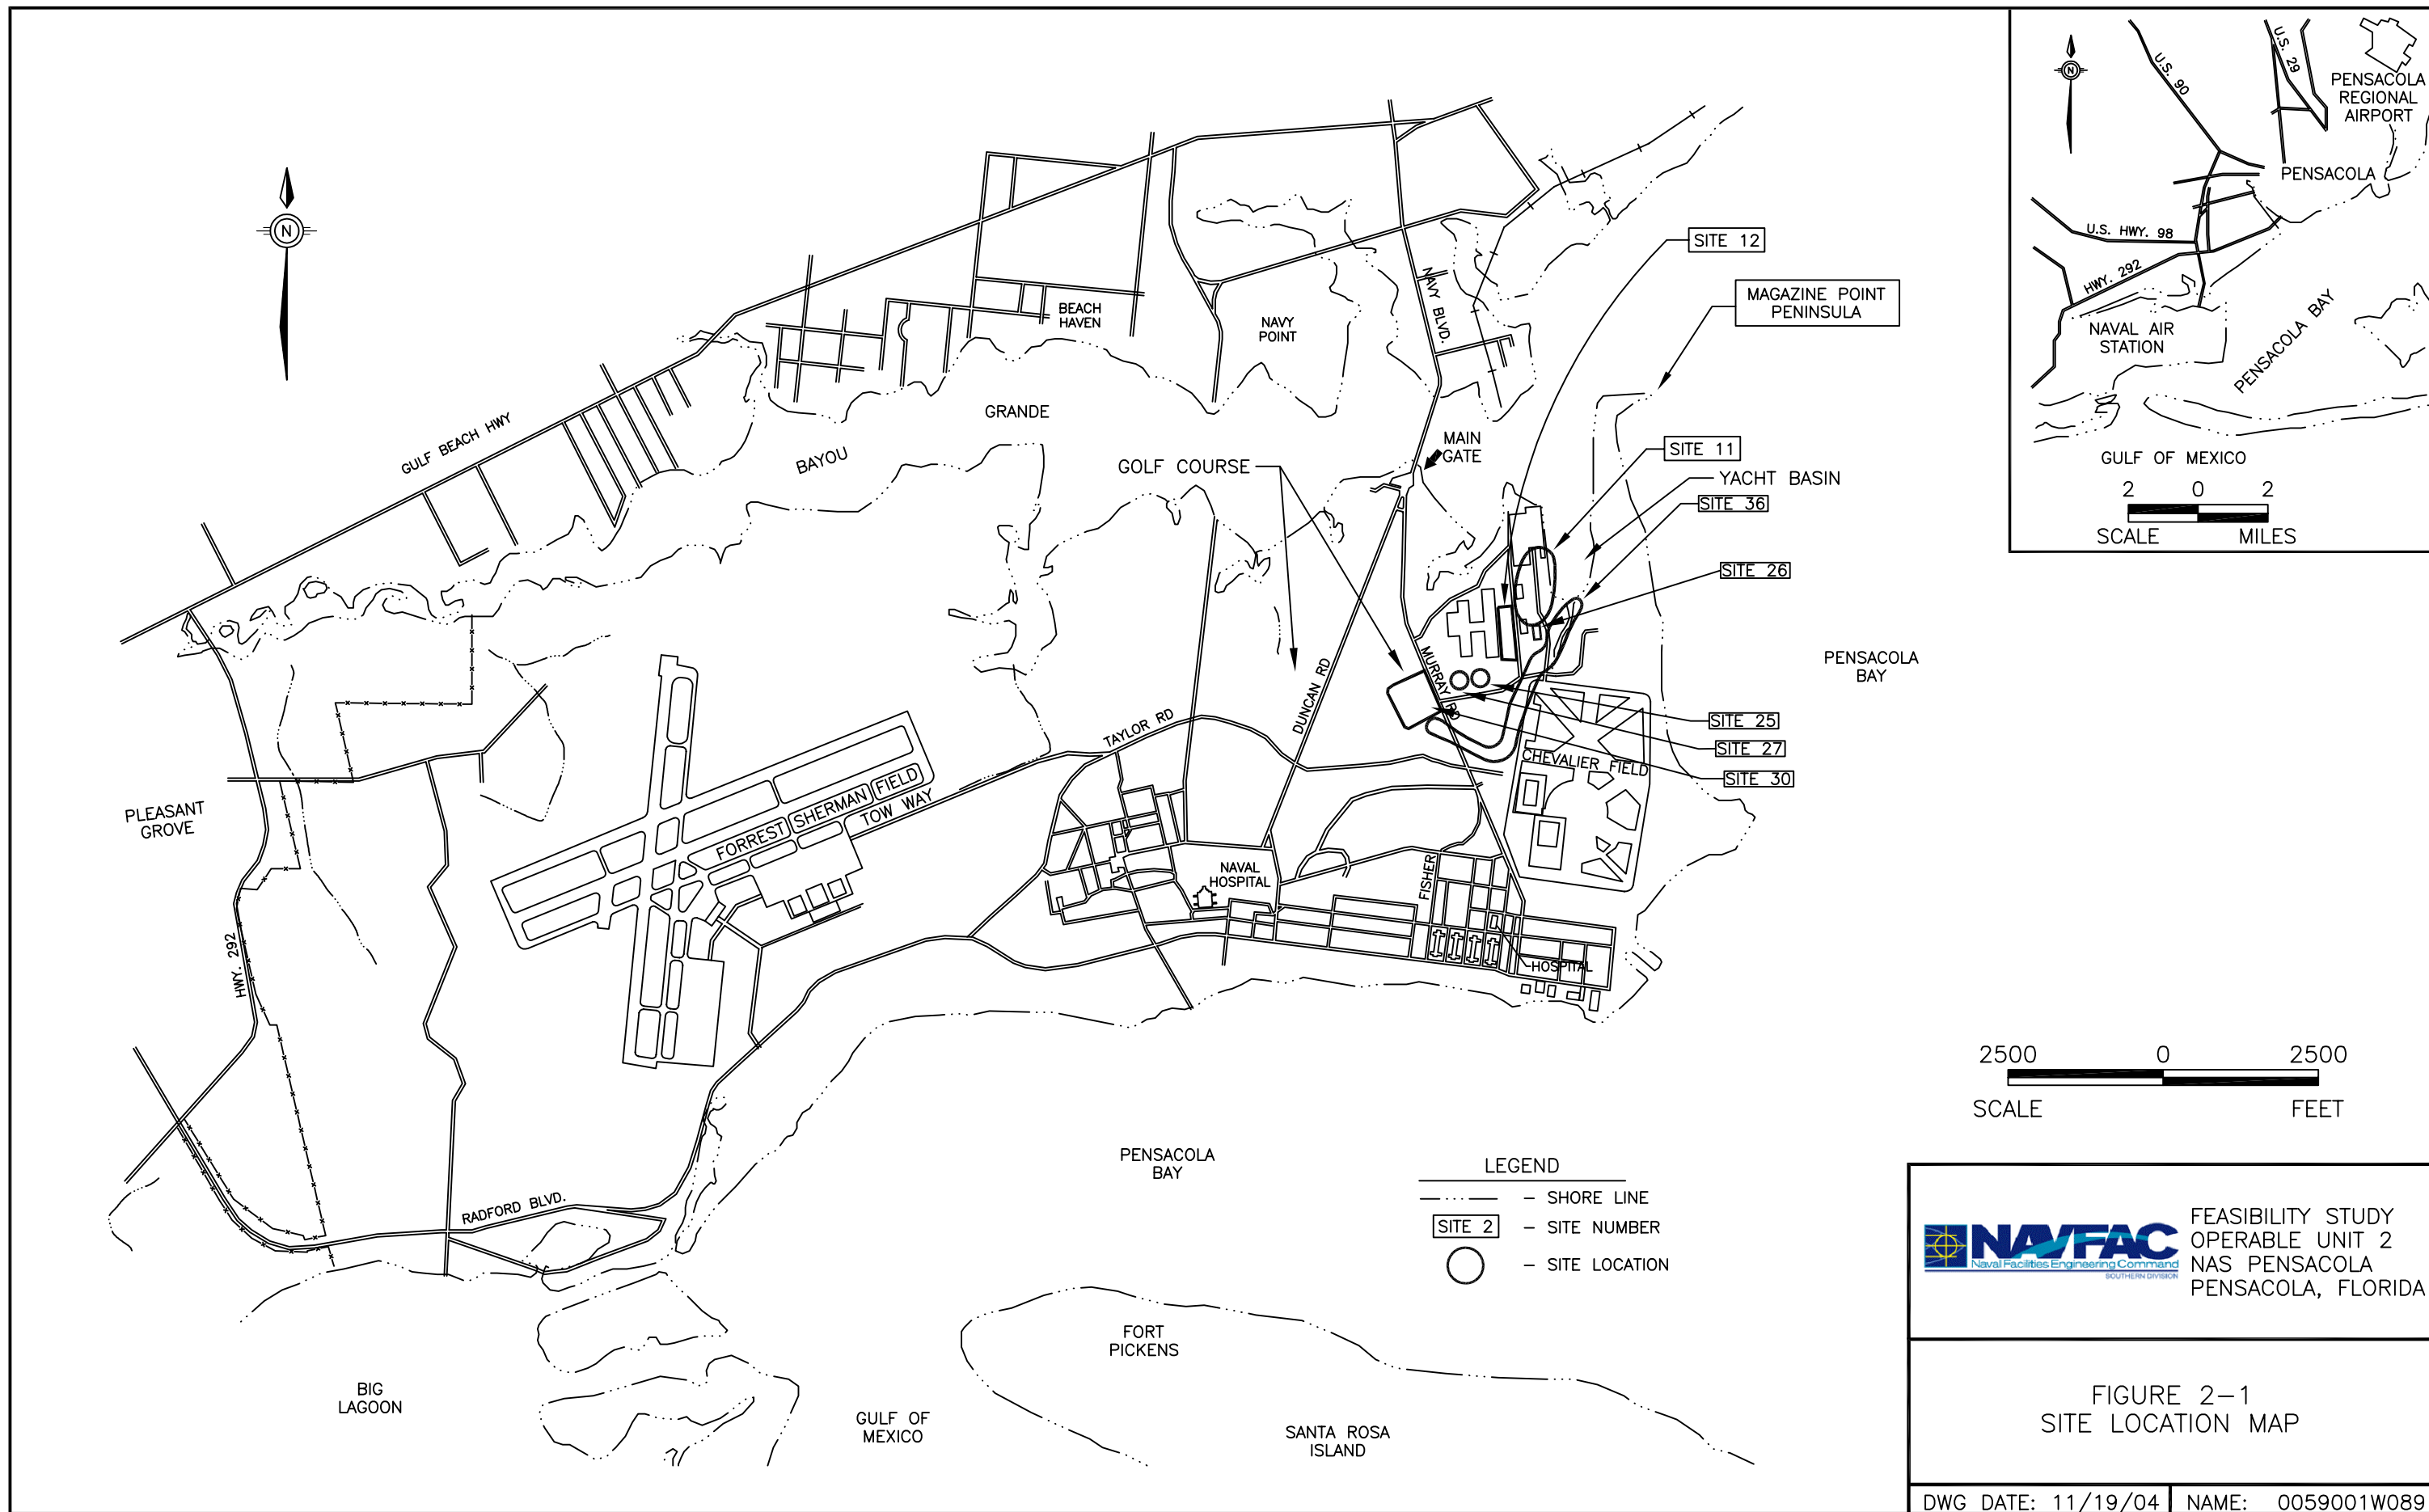 N
U.S. 90
U.S. 29
PENSACOLA
REGIONAL
AIRPORT
PENSACOLA
U.S. HWY. 98
HWY. 292
NAVAL AIR
STATION
PENSACOLA BAY
GULF OF MEXICO
2 0 2
SCALE MILES
N
SITE 12
MAGAZINE POINT
PENINSULA
BEACH
HAVEN
NAVY
POINT
NAVY BLVD.
GRANDE
GULF BEACH HWY
BAYOU
MAIN
GATE
GOLF COURSE
SITE 11
YACHT BASIN
SITE 36
SITE 26
PENSACOLA
BAY
MURRAY RD
DUNCAN RD
SITE 25
SITE 27
SITE 30
TAYLOR RD
CHEVALIER FIELD
PLEASANT
GROVE
FORREST SHERMAN FIELD
TOW WAY
NAVAL
HOSPITAL
FISHER
HWY. 292
HOSPITAL
2500 0 2500
SCALE FEET
PENSACOLA
BAY
LEGEND
– SHORE LINE
SITE 2 – SITE NUMBER
– SITE LOCATION
RADFORD BLVD.
FORT
PICKENS
BIG
LAGOON
GULF OF
MEXICO
SANTA ROSA
ISLAND
NAVFAC
Naval Facilities Engineering Command
SOUTHERN DIVISION
FEASIBILITY STUDY
OPERABLE UNIT 2
NAS PENSACOLA
PENSACOLA, FLORIDA
FIGURE 2–1
SITE LOCATION MAP
DWG DATE: 11/19/04 NAME: 0059001W089